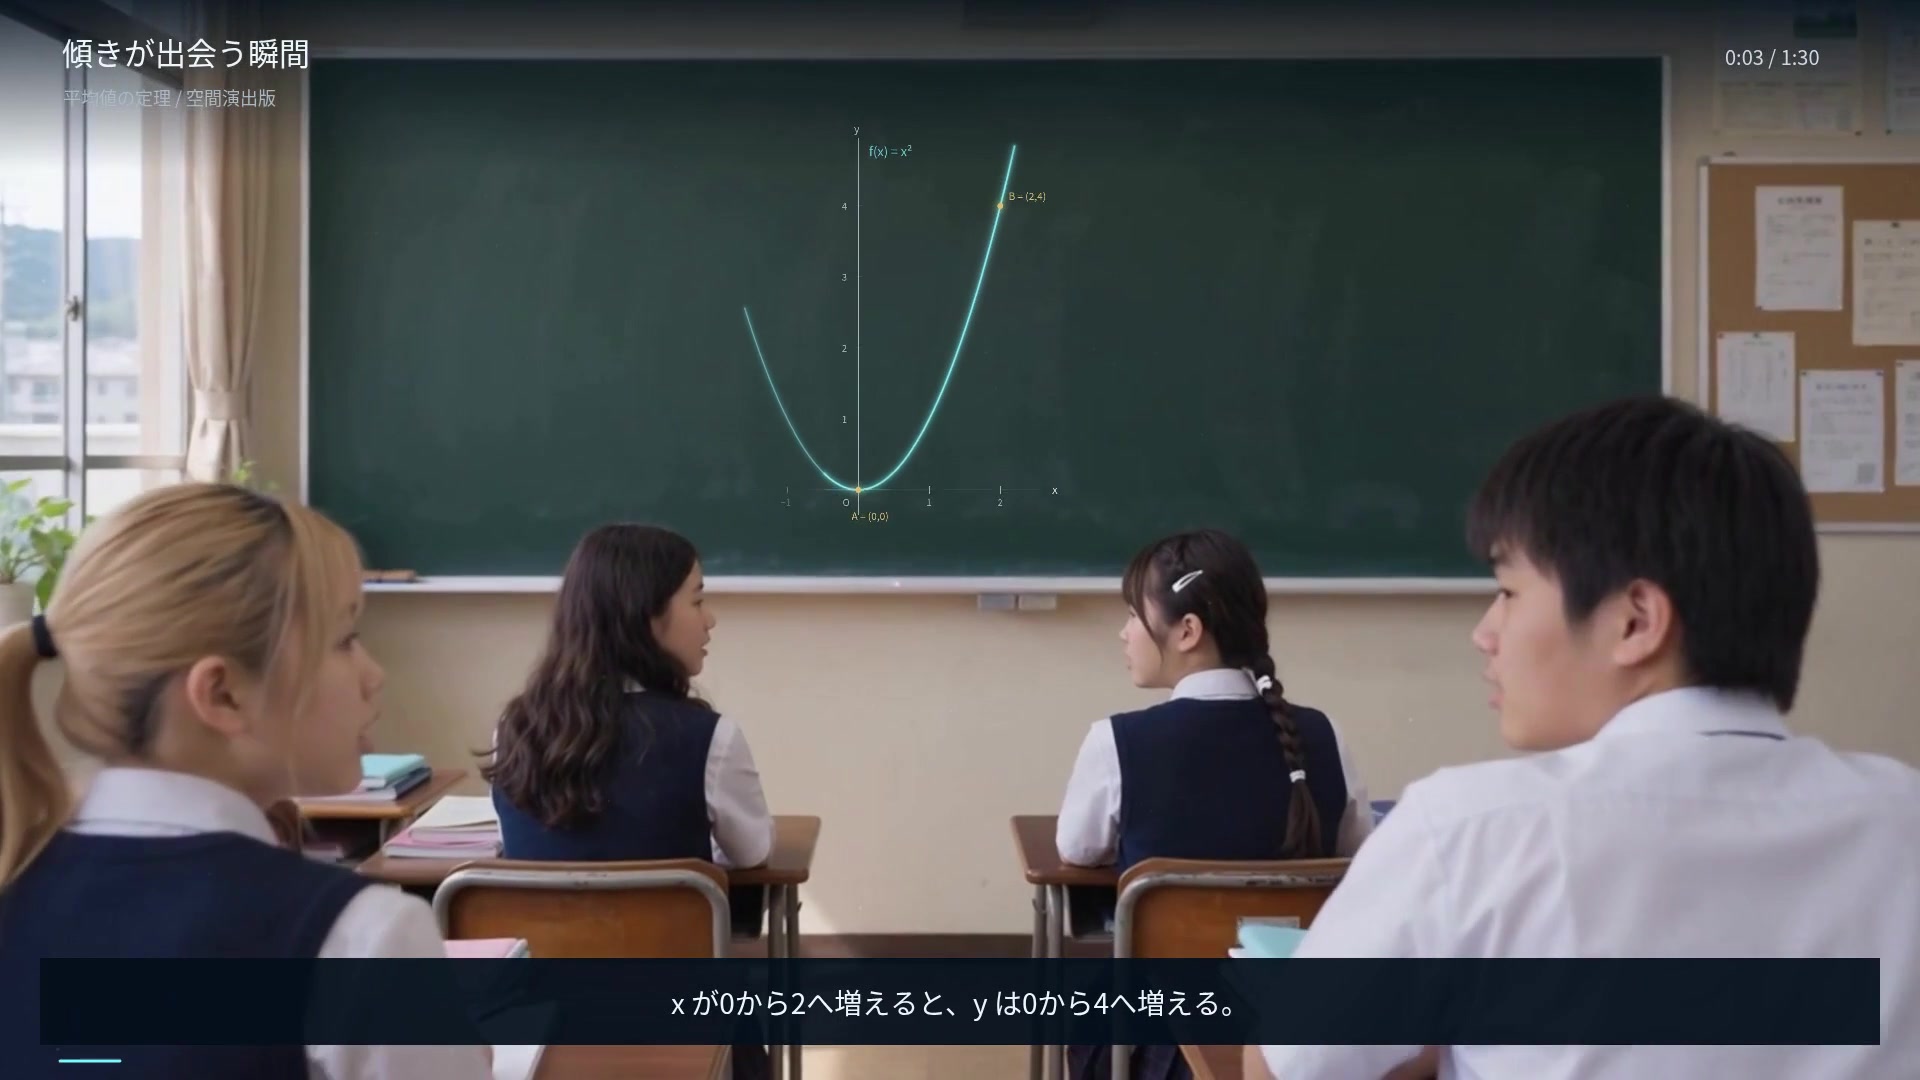 傾きが出会う瞬間
平均値の定理 / 空間演出版
0:03 / 1:30
y
f(x) = x²
B = (2,4)
4
3
2
1
−1
O
1
2
x
A = (0,0)
x が0から2へ増えると、y は0から4へ増える。